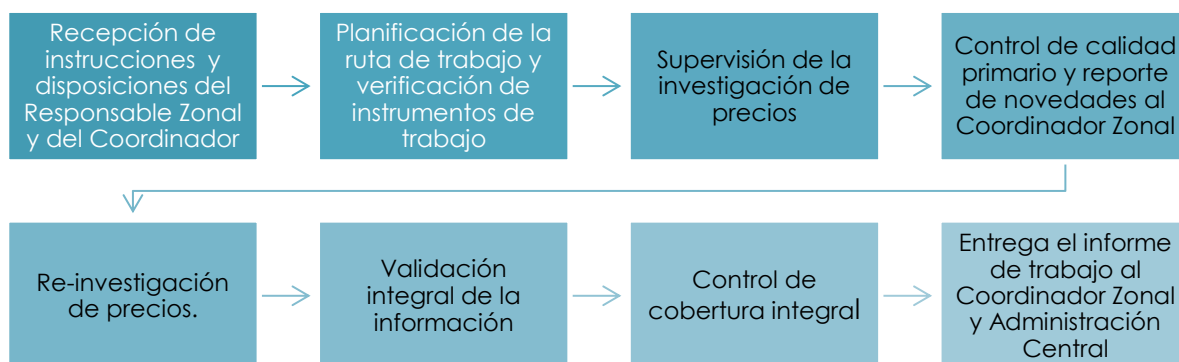 Recepción de
instrucciones y
disposiciones del
Responsable Zonal
y del Coordinador
Planificación de la
ruta de trabajo y
verificación de
instrumentos de
trabajo
Supervisión de la
investigación de
precios
Control de calidad
primario y reporte
de novedades al
Coordinador Zonal
Re-investigación
de precios.
Validación
integral de la
información
Control de
cobertura integral
Entrega el informe
de trabajo al
Coordinador Zonal
y Administración
Central